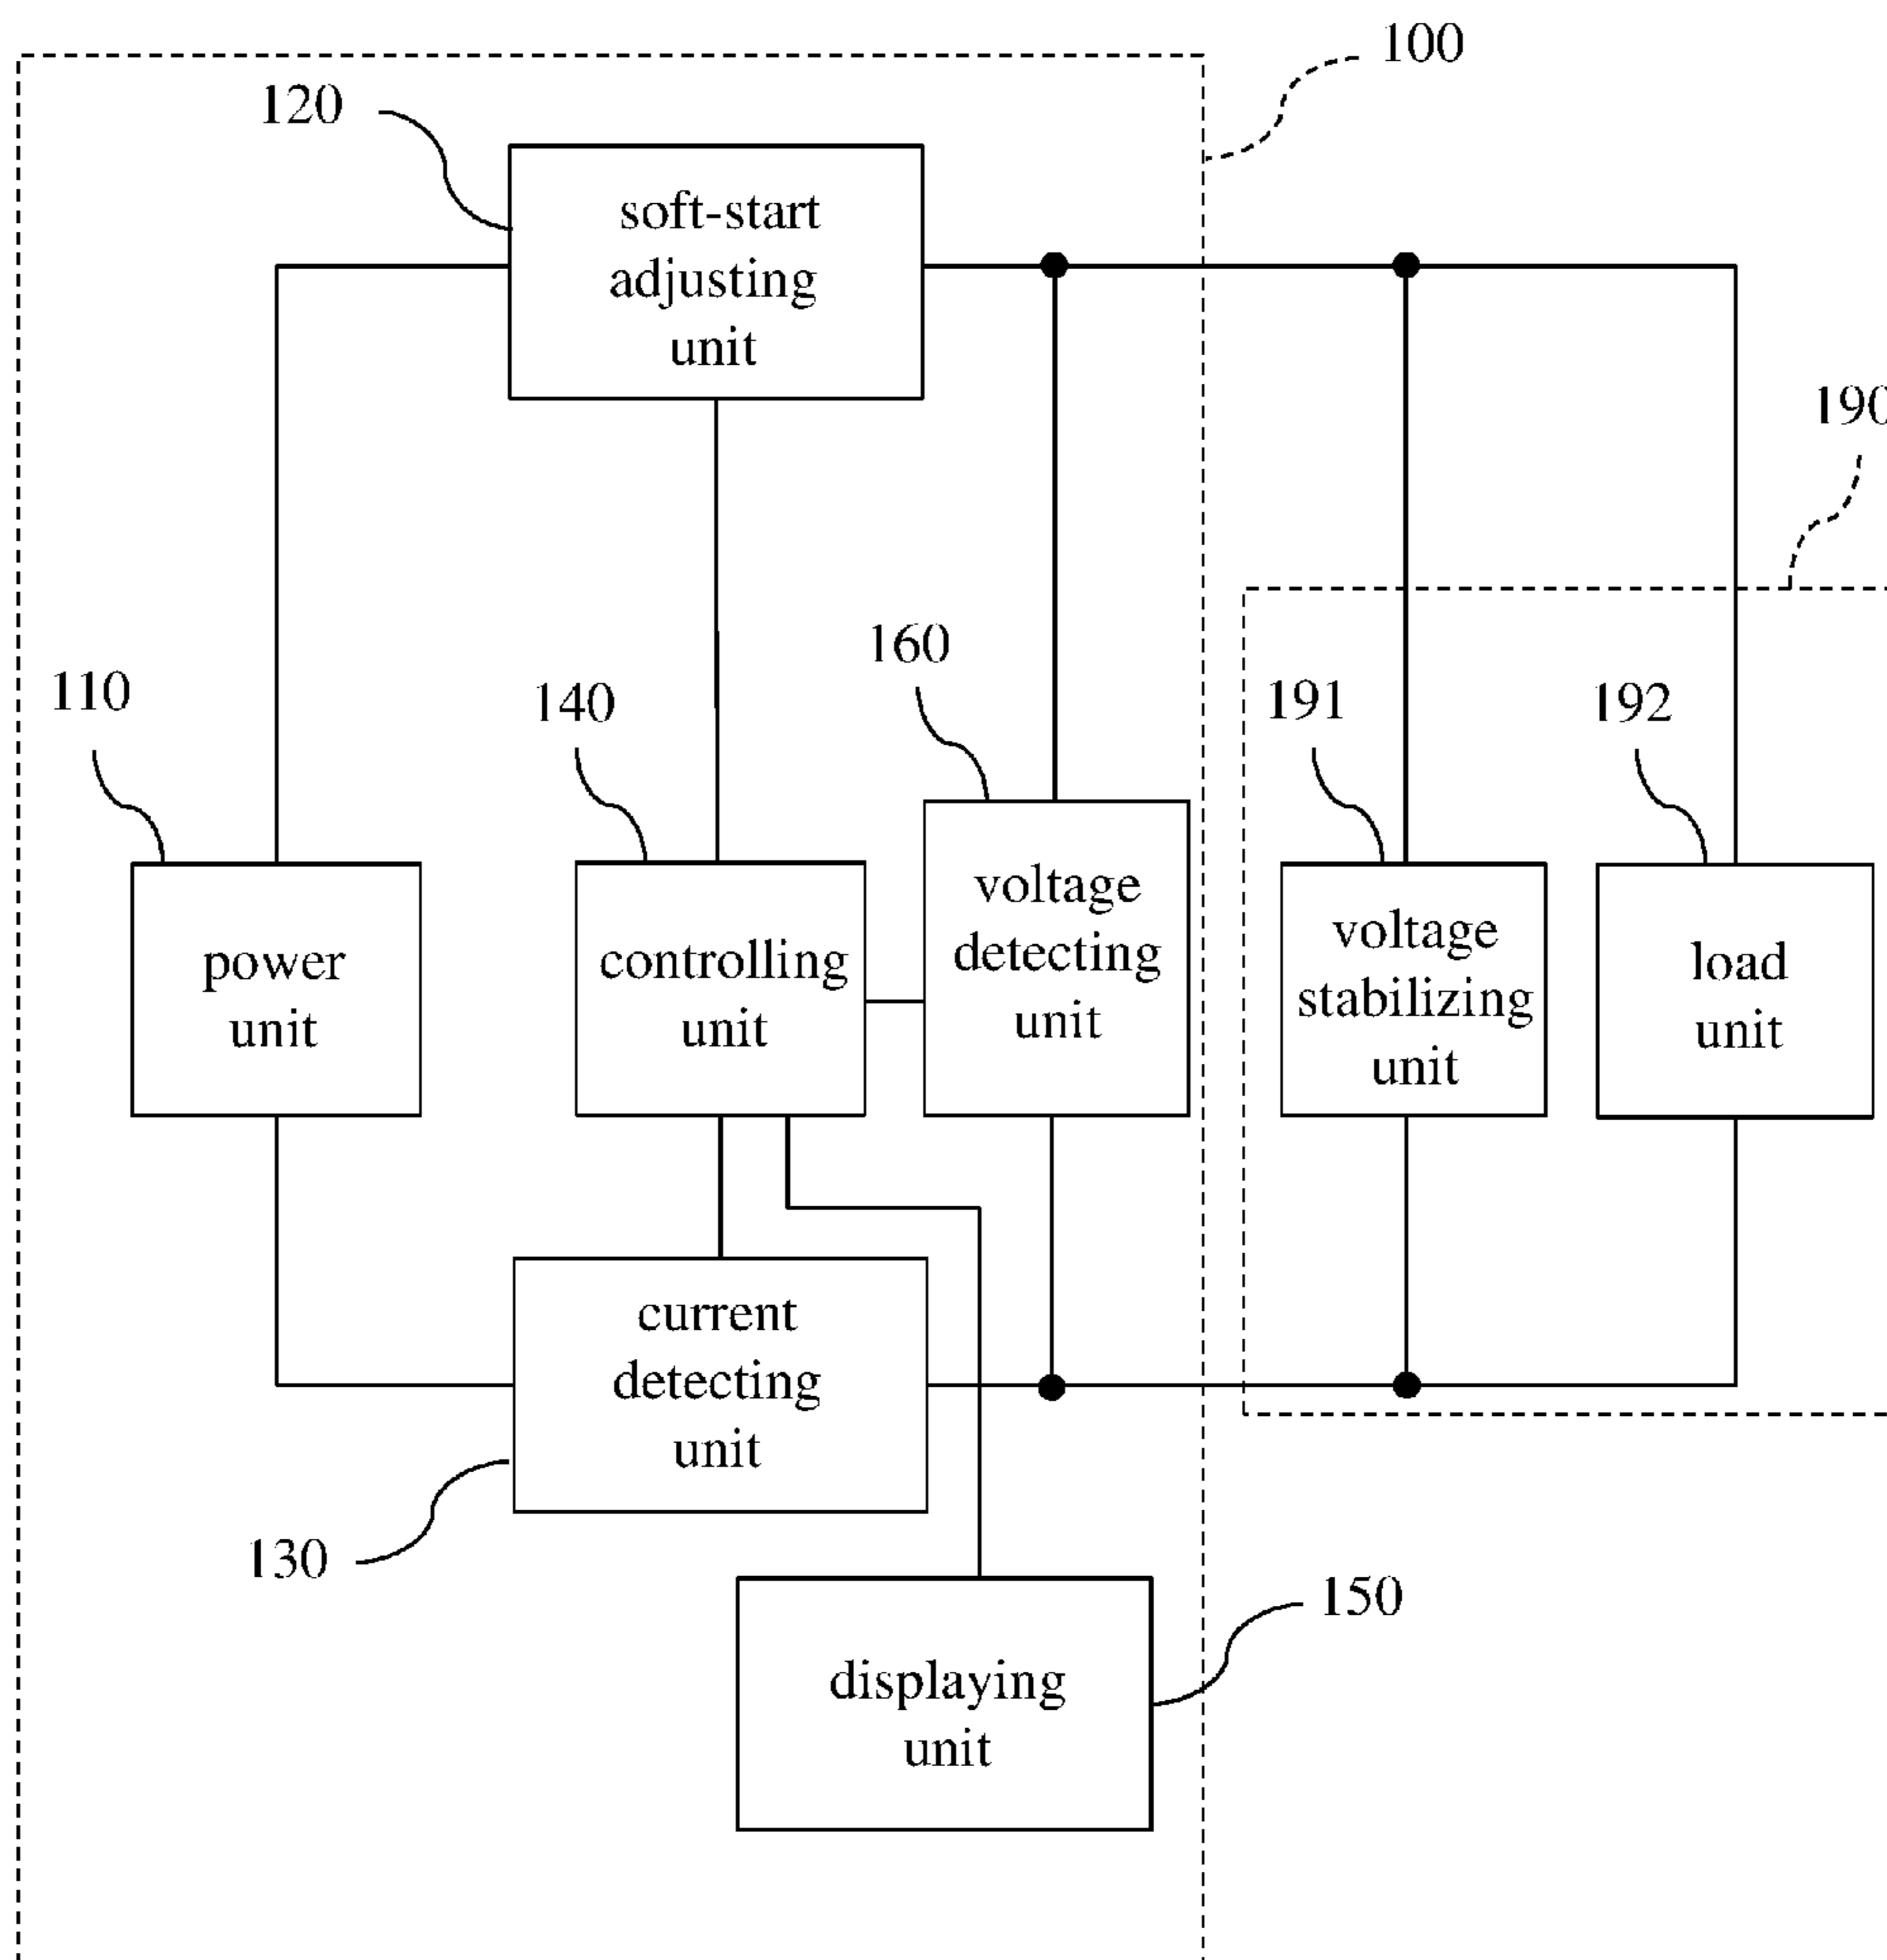 100
120
soft-start
adjusting
unit
190
160
110
140
191
192
power
unit
controlling
unit
voltage
detecting
unit
voltage
stabilizing
unit
load
unit
current
detecting
unit
130
150
displaying
unit